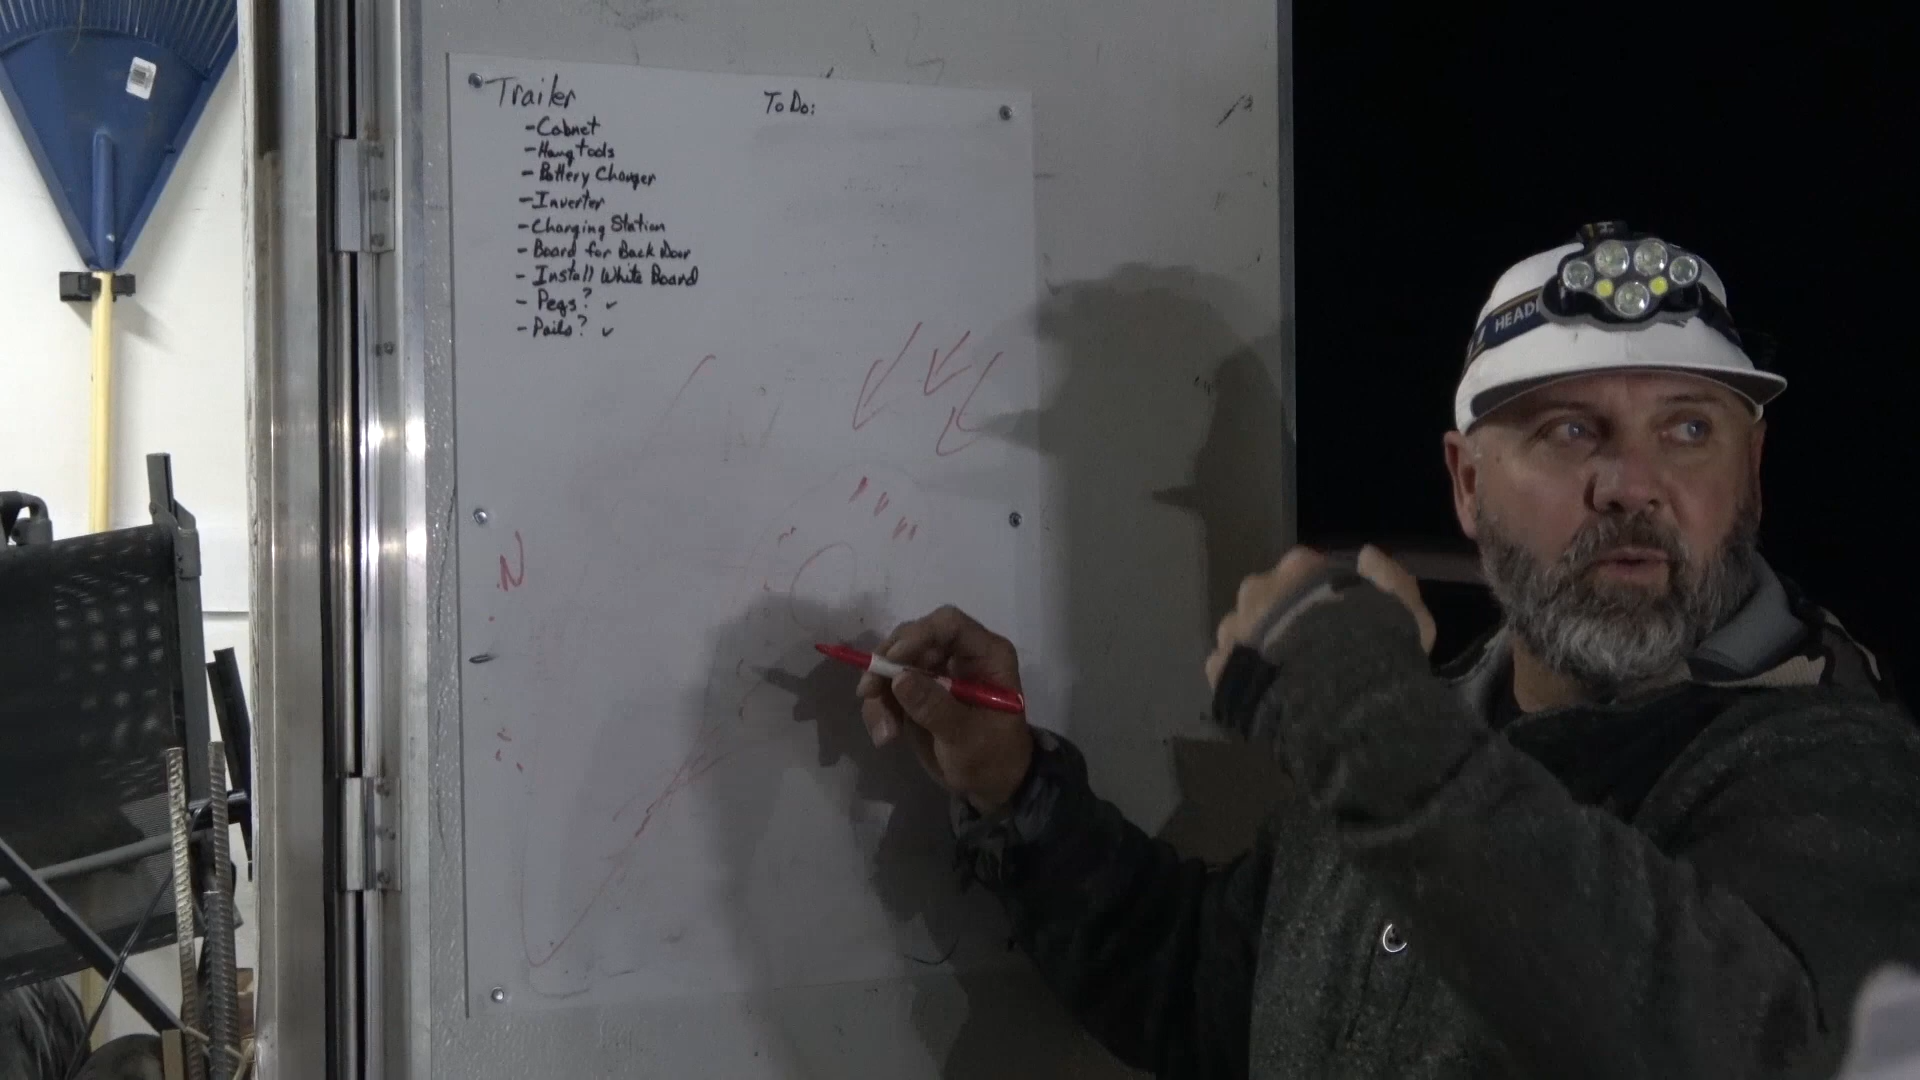 Trailer
- Cabnet
- Hang tools
- Battery Charger
- Inverter
- Charging Station
- Board for Back Door
- Install White Board
- Pegs? ✓
- Pails? ✓
To Do:
N
HEAD